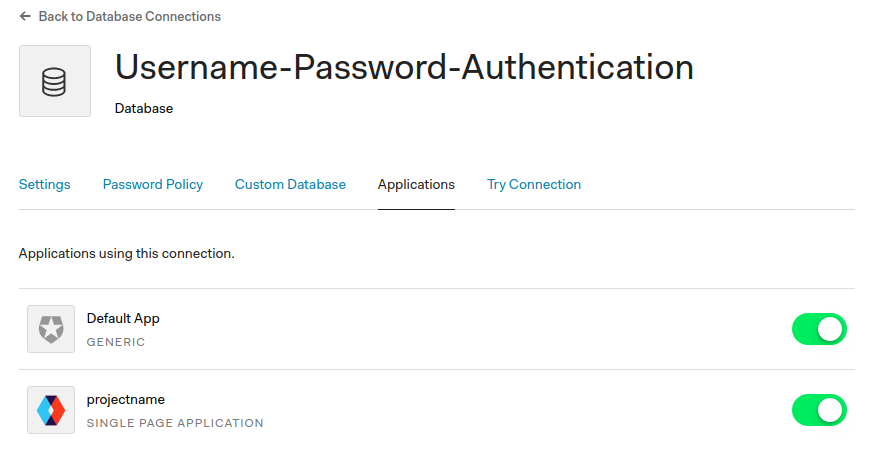 Back to Database Connections
Username-Password-Authentication
Database
Settings Password Policy Custom Database Applications Try Connection
Applications using this connection.
Default App
GENERIC
projectname
SINGLE PAGE APPLICATION